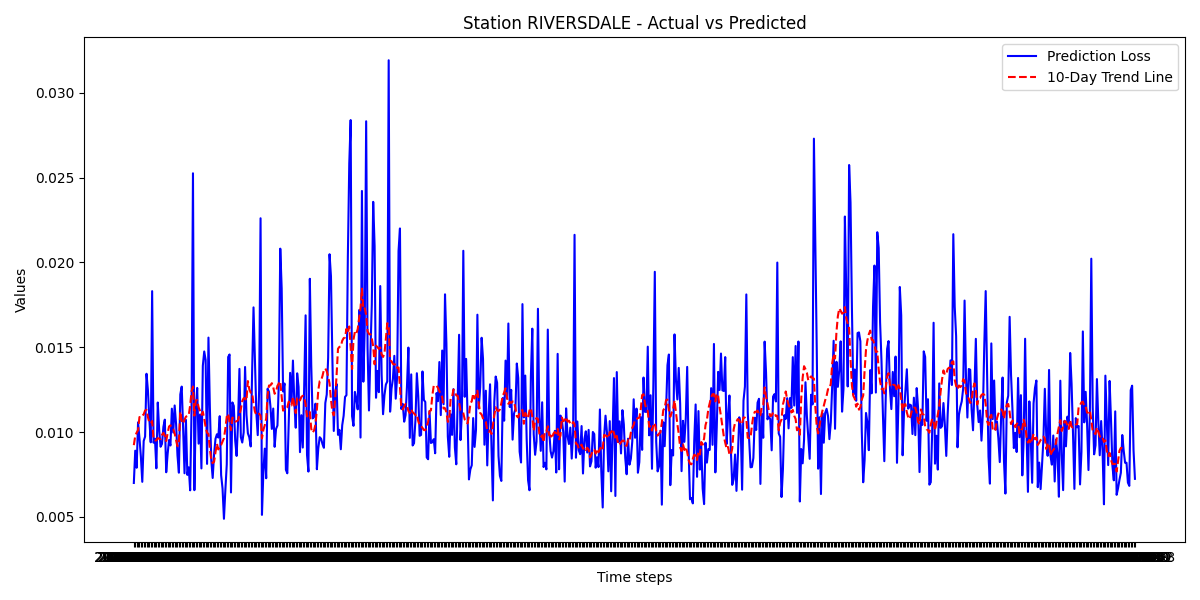 Station RIVERSDALE - Actual vs Predicted
Prediction Loss
10-Day Trend Line
Values
0.030
0.025
0.020
0.015
0.010
0.005
Time steps